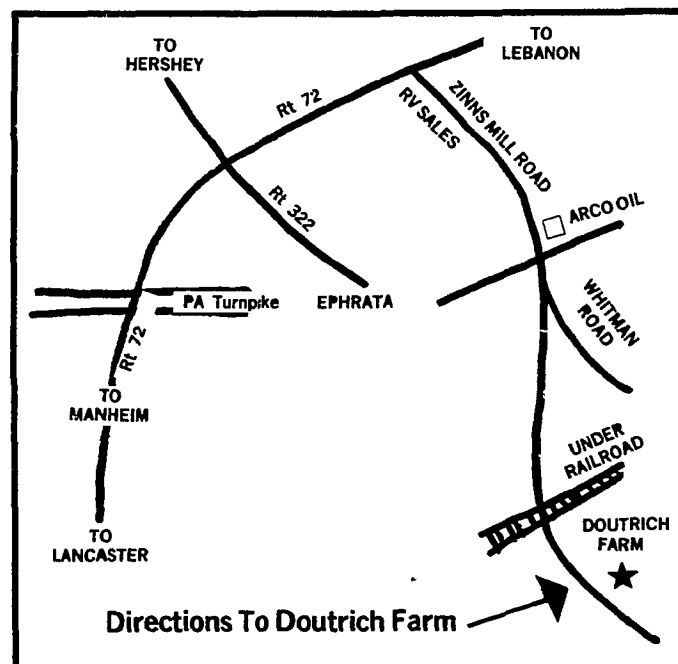 TO
HERSHEY
TO
LEBANON
Rt 72
RV SALES
ZINNS MILL ROAD
Rt 322
ARCO OIL
PA Turnpike
EPHRATA
WHITMAN
ROAD
Rt 72
TO
MANHEIM
UNDER
RAILROAD
TO
LANCASTER
DOUTRICH
FARM
Directions To Doutrich Farm